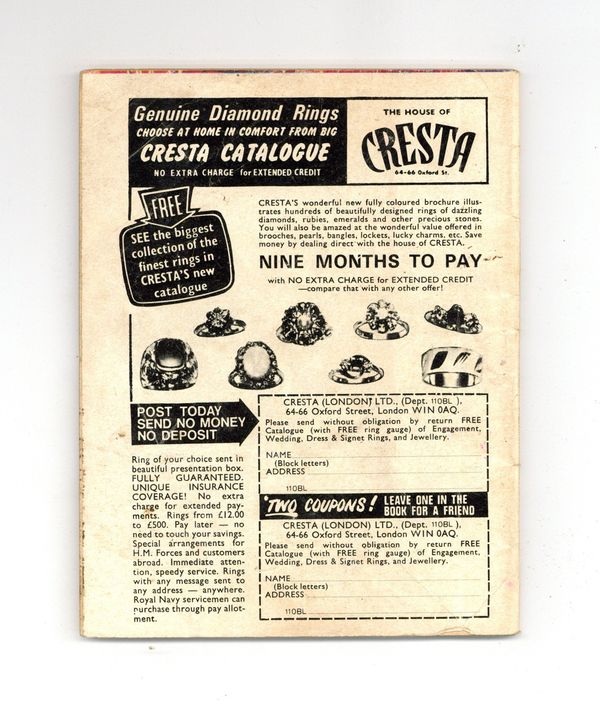 Genuine Diamond Rings
CHOOSE AT HOME IN COMFORT FROM BIG
CRESTA CATALOGUE
NO EXTRA CHARGE for EXTENDED CREDIT
THE HOUSE OF
CRESTA
64-66 Oxford St.
FREE
SEE the biggest
collection of the
finest rings in
CRESTA'S new
catalogue
CRESTA'S wonderful new fully coloured brochure illus-
trates hundreds of beautifully designed rings of dazzling
diamonds, rubies, emeralds and other precious stones.
You will also be amazed at the wonderful value offered in
brooches, pearls, bangles, lockets, lucky charms, etc. Save
money by dealing direct with the house of CRESTA.
NINE MONTHS TO PAY
with NO EXTRA CHARGE for EXTENDED CREDIT
—compare that with any other offer!
POST TODAY
SEND NO MONEY
NO DEPOSIT
Ring of your choice sent in
beautiful presentation box.
FULLY GUARANTEED.
UNIQUE INSURANCE
COVERAGE! No extra
charge for extended pay-
ments. Rings from £12.00
to £500. Pay later — no
need to touch your savings.
Special arrangements for
H.M. Forces and customers
abroad. Immediate atten-
tion, speedy service. Rings
with any message sent to
any address — anywhere.
Royal Navy servicemen can
purchase through pay allot-
ment.
CRESTA (LONDON) LTD., (Dept. 110BL ),
64-66 Oxford Street, London W1N 0AQ.
Please send without obligation by return FREE
Catalogue (with FREE ring gauge) of Engagement,
Wedding, Dress & Signet Rings, and Jewellery.
NAME
(Block letters)
ADDRESS
110BL
TWO COUPONS! LEAVE ONE IN THE
BOOK FOR A FRIEND
CRESTA (LONDON) LTD., (Dept. 110BL ),
64-66 Oxford Street, London W1N 0AQ.
Please send without obligation by return FREE
Catalogue (with FREE ring gauge) of Engagement,
Wedding, Dress & Signet Rings, and Jewellery.
NAME
(Block letters)
ADDRESS
110BL